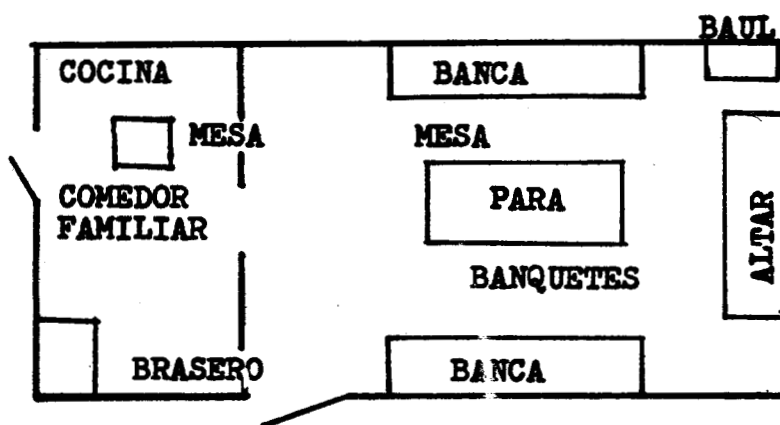 BAUL
COCINA
BANCA
MESA
MESA
COMEDOR
FAMILIAR
PARA
BANQUETES
ALTAR
BRASERO
BANCA